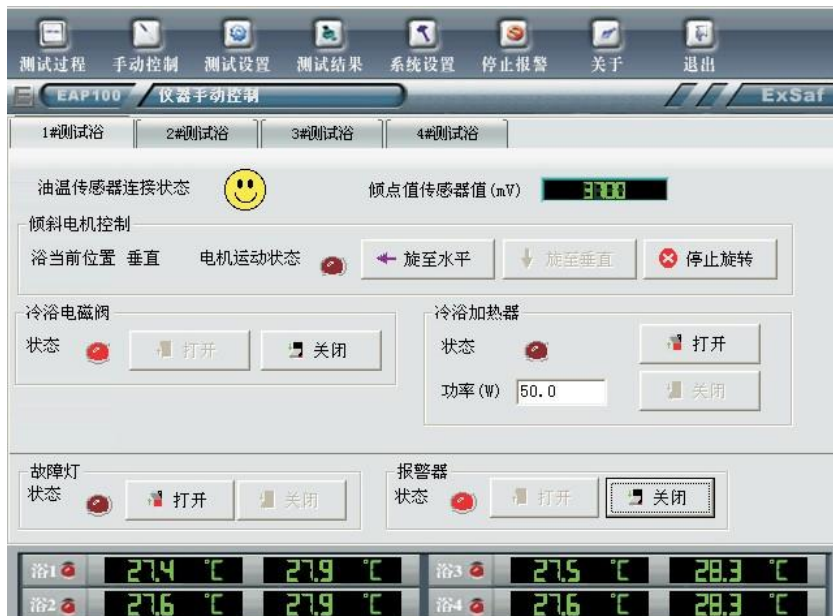 测试过程 手动控制 测试设置 测试结果 系统设置 停止报警 关于 退出
EAP100 仪器手动控制 ExSaf
1#测试浴 2#测试浴 3#测试浴 4#测试浴
油温传感器连接状态 倾点值传感器值(mV) 3700
倾斜电机控制
浴当前位置 垂直 电机运动状态 旋至水平 旋至垂直 停止旋转
冷浴电磁阀 冷浴加热器
状态 打开 关闭 状态 打开
功率(W) 50.0 关闭
故障灯 报警器
状态 打开 关闭 状态 打开 关闭
浴1 27.4 ℃ 27.9 ℃ 浴3 27.5 ℃ 28.3 ℃
浴2 27.6 ℃ 27.9 ℃ 浴4 27.6 ℃ 28.3 ℃